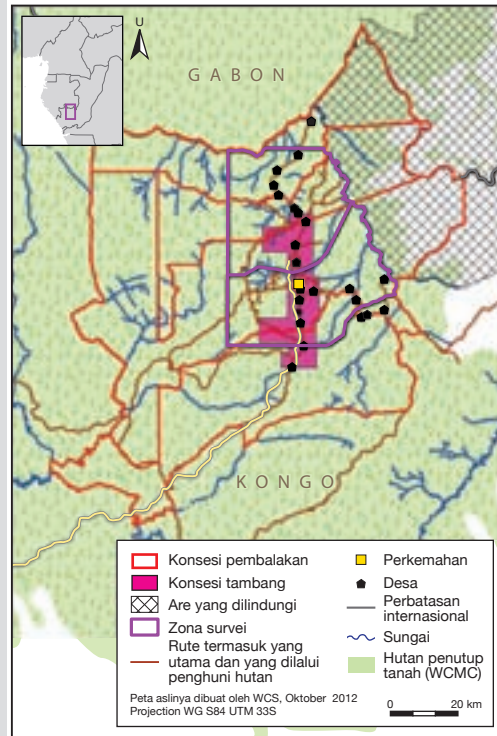 U
GABON
KONGO
Konsesi pembalakan
Konsesi tambang
Are yang dilindungi
Zona survei
Rute termasuk yang
utama dan yang dilalui
penghuni hutan
Perkemahan
Desa
Perbatasan
internasional
Sungai
Hutan penutup
tanah (WCMC)
Peta aslinya dibuat oleh WCS, Oktober 2012
Projection WG S84 UTM 33S
0 20 km